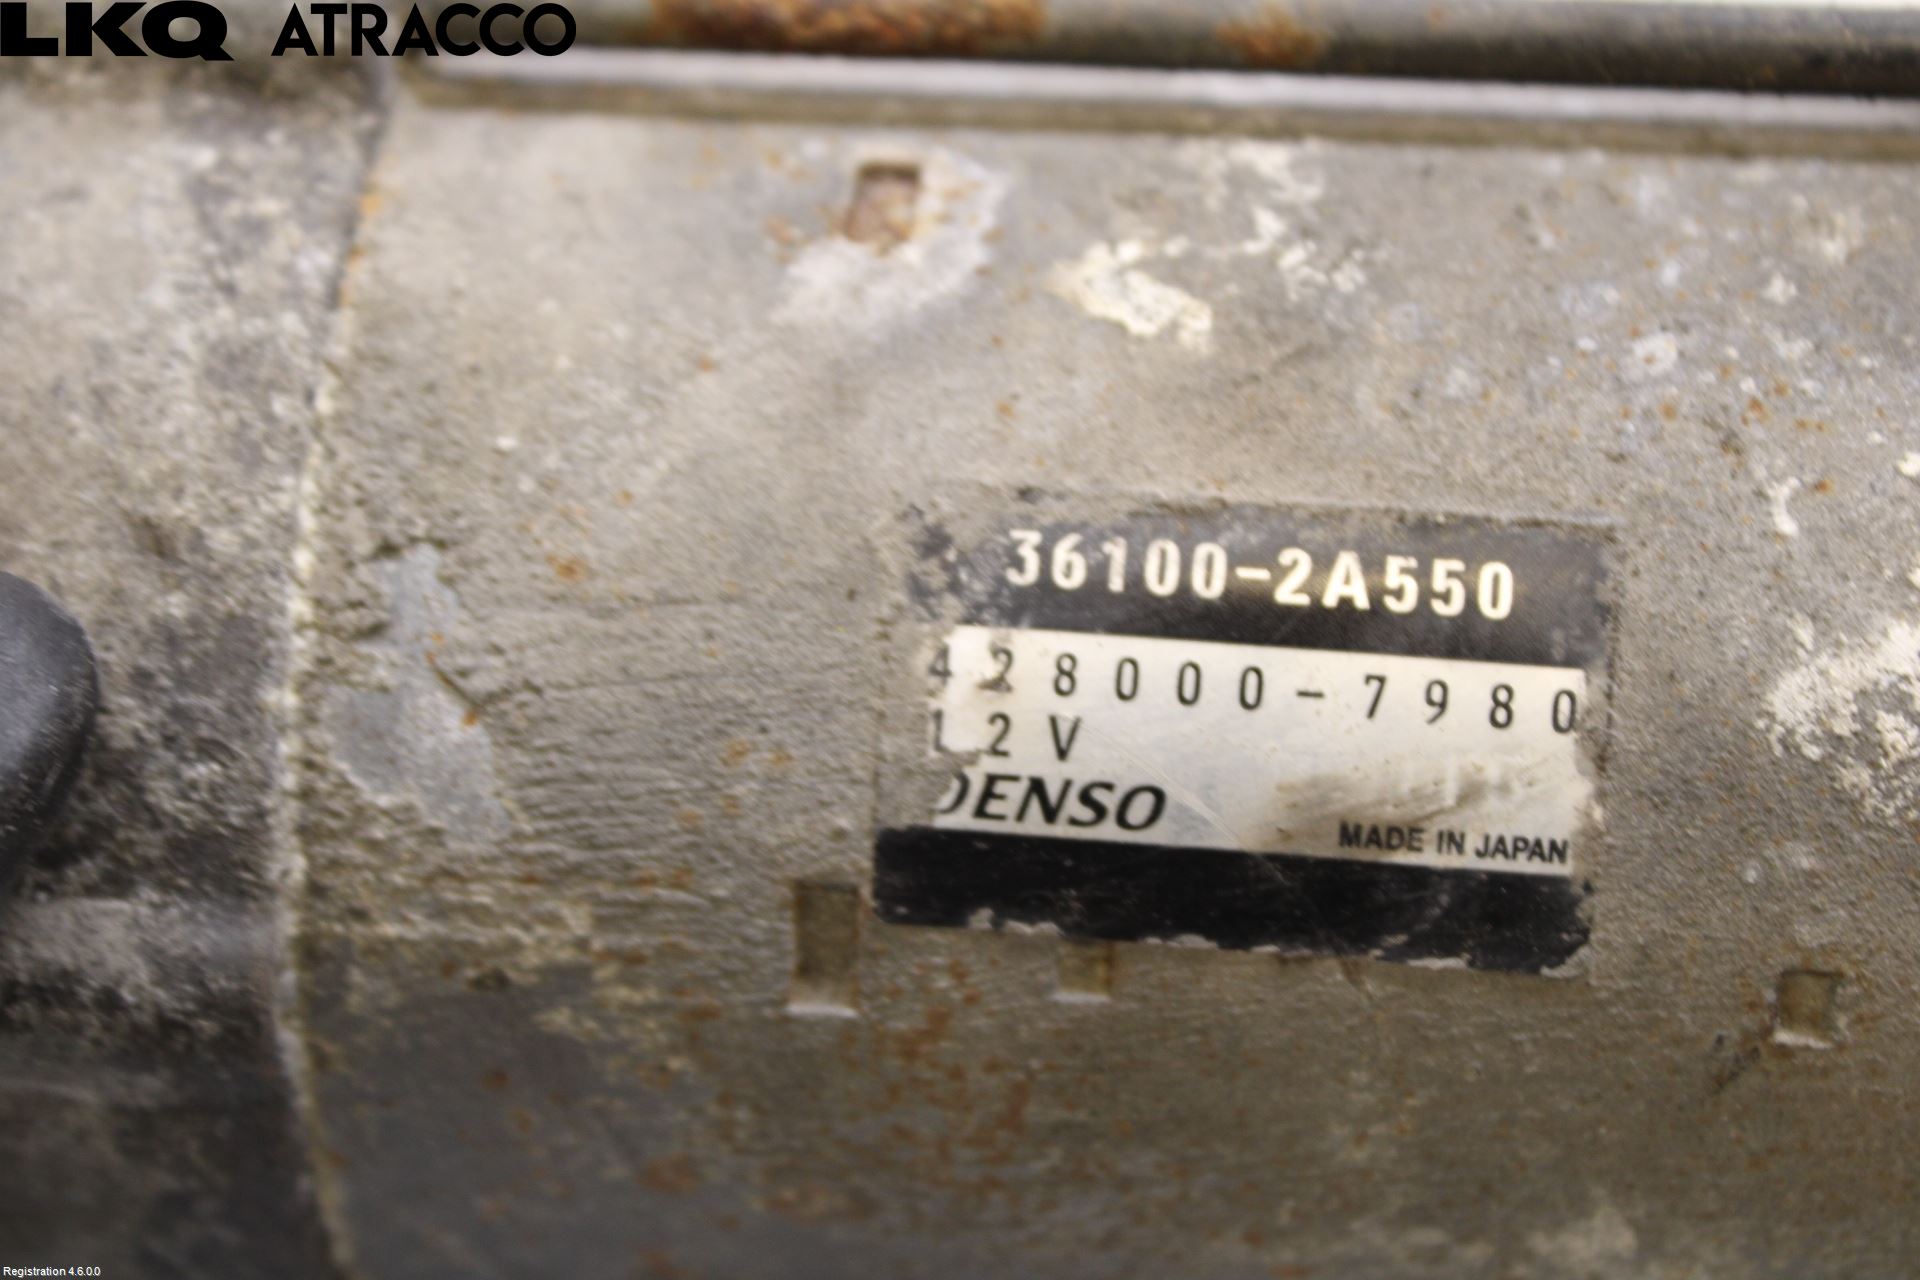 LKQ ATRACCO
36100-2A550
428000-7980
12V
DENSO
MADE IN JAPAN
Registration 4.6.0.0